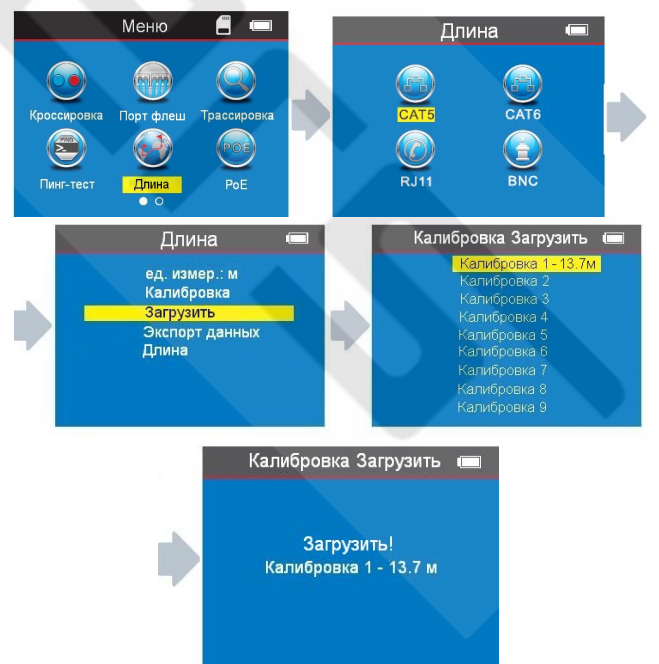 Меню
Кроссировка Порт флеш Трассировка
PING
>_
POE
Пинг-тест Длина PoE
Длина
CAT5 CAT6
RJ11 BNC
Длина
ед. измер.: м
Калибровка
Загрузить
Экспорт данных
Длина
Калибровка Загрузить
Калибровка 1 - 13.7м
Калибровка 2
Калибровка 3
Калибровка 4
Калибровка 5
Калибровка 6
Калибровка 7
Калибровка 8
Калибровка 9
Калибровка Загрузить
Загрузить!
Калибровка 1 - 13.7 м